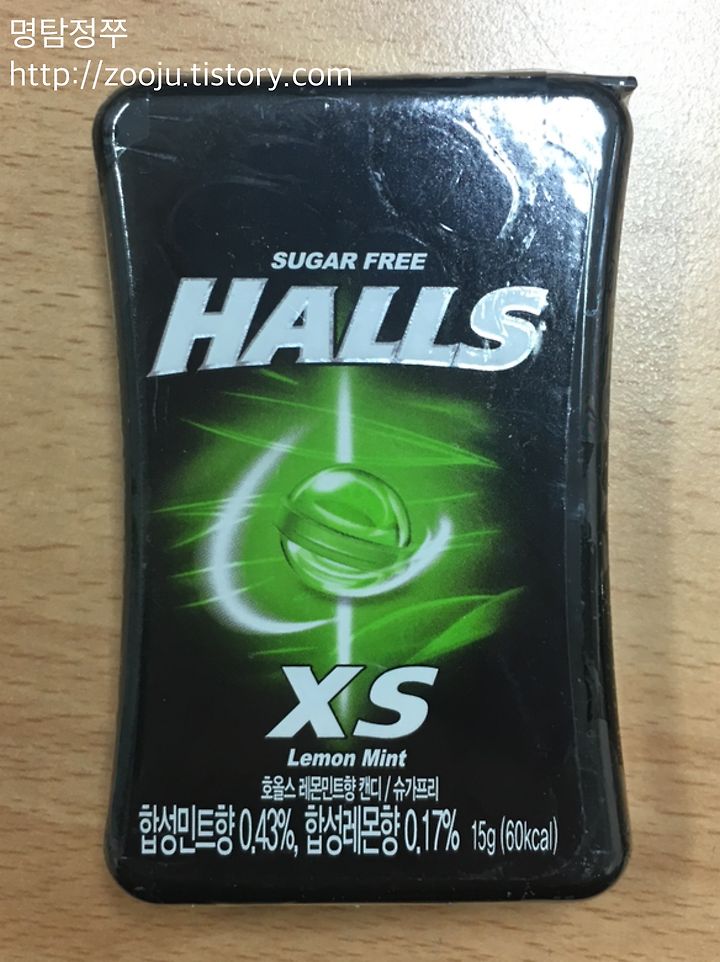 명탐정쭈
http://zooju.tistory.com
SUGAR FREE
HALLS
XS
Lemon Mint
호올스 레몬민트향 캔디 / 슈가프리
합성민트향 0.43%, 합성레몬향 0.17% 15g (60kcal)